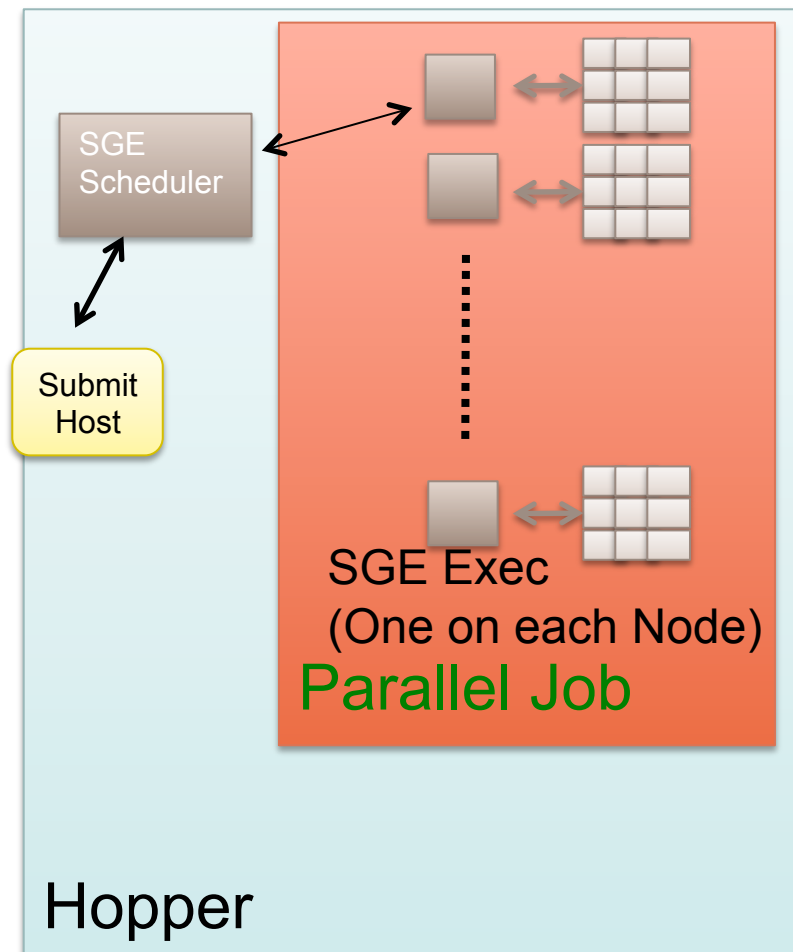 SGE
Scheduler
Submit
Host
SGE Exec
(One on each Node)
Parallel Job
Hopper